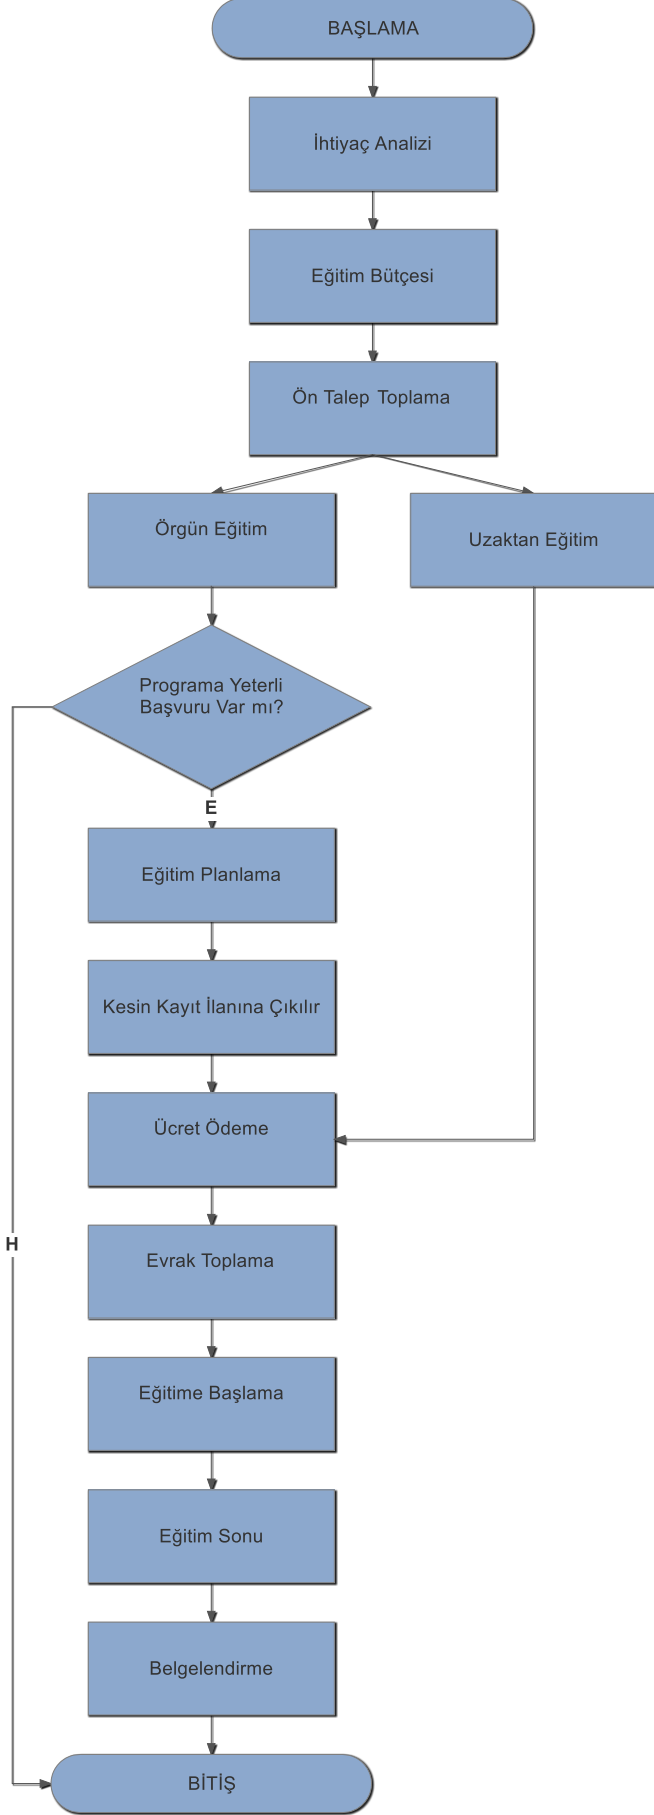 BAŞLAMA
İhtiyaç Analizi
Eğitim Bütçesi
Ön Talep Toplama
Örgün Eğitim
Uzaktan Eğitim
Programa Yeterli
Başvuru Var mı?
E
Eğitim Planlama
Kesin Kayıt İlanına Çıkılır
Ücret Ödeme
H
Evrak Toplama
Eğitime Başlama
Eğitim Sonu
Belgelendirme
BİTİŞ